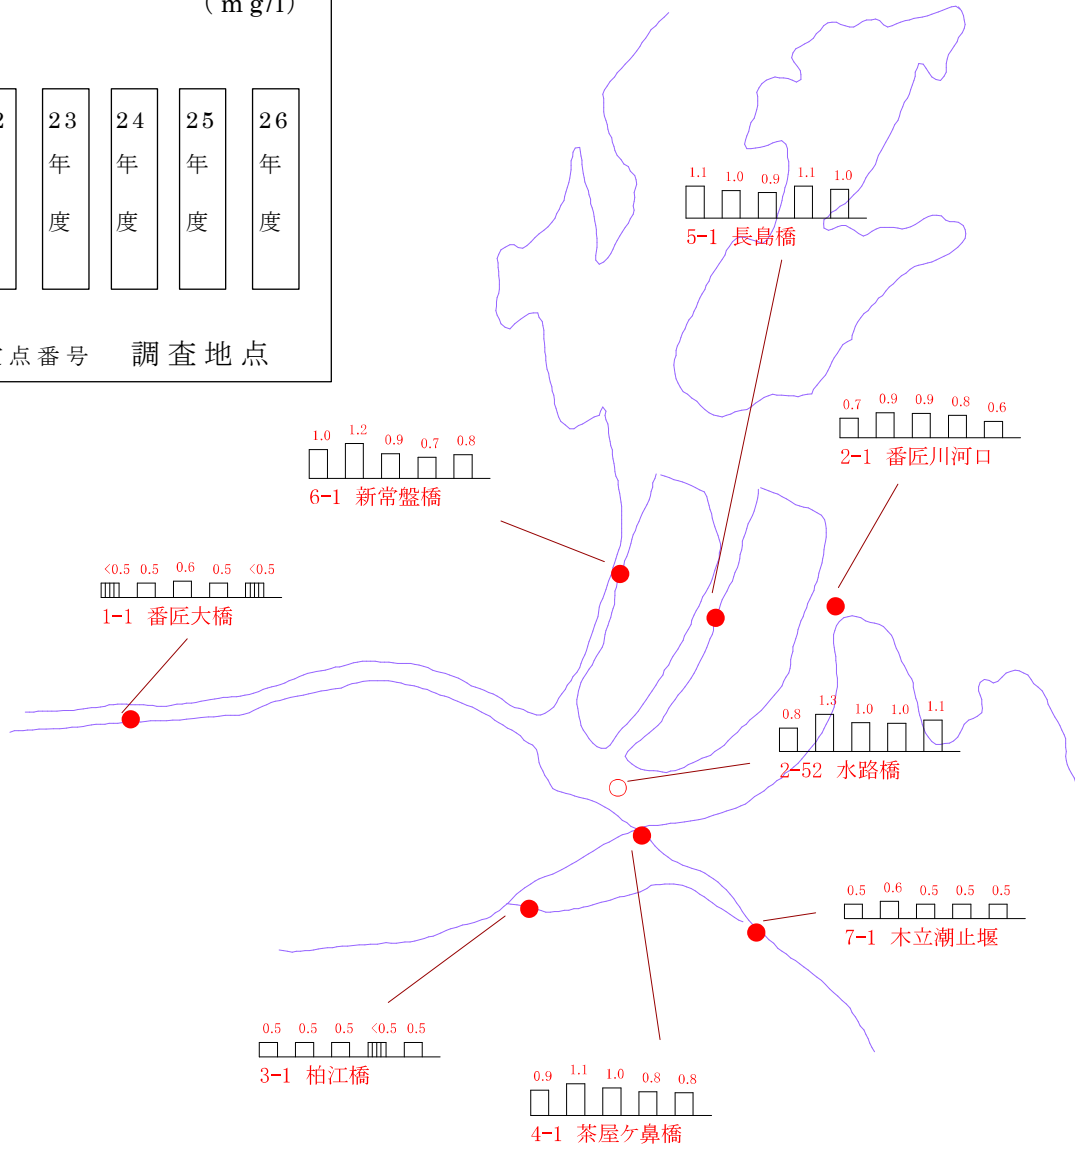 (mg/l)
2 23 24 25 26
年 年 年 年
度 度 度 度
点番号 調査地点
1.1 1.0 0.9 1.1 1.0
5-1 長島橋
0.7 0.9 0.9 0.8 0.6
2-1 番匠川河口
1.0 1.2 0.9 0.7 0.8
6-1 新常盤橋
<0.5 0.5 0.6 0.5 <0.5
1-1 番匠大橋
0.8 1.3 1.0 1.0 1.1
2-52 水路橋
0.5 0.6 0.5 0.5 0.5
7-1 木立潮止堰
0.5 0.5 0.5 <0.5 0.5
3-1 柏江橋
0.9 1.1 1.0 0.8 0.8
4-1 茶屋ケ鼻橋